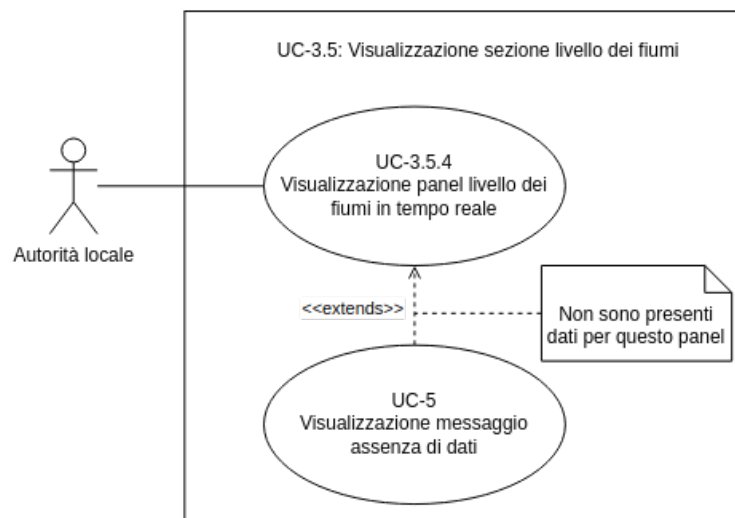 UC-3.5: Visualizzazione sezione livello dei fiumi
UC-3.5.4
Visualizzazione panel livello dei
fiumi in tempo reale
Autorità locale
<<extends>>
Non sono presenti
dati per questo panel
UC-5
Visualizzazione messaggio
assenza di dati